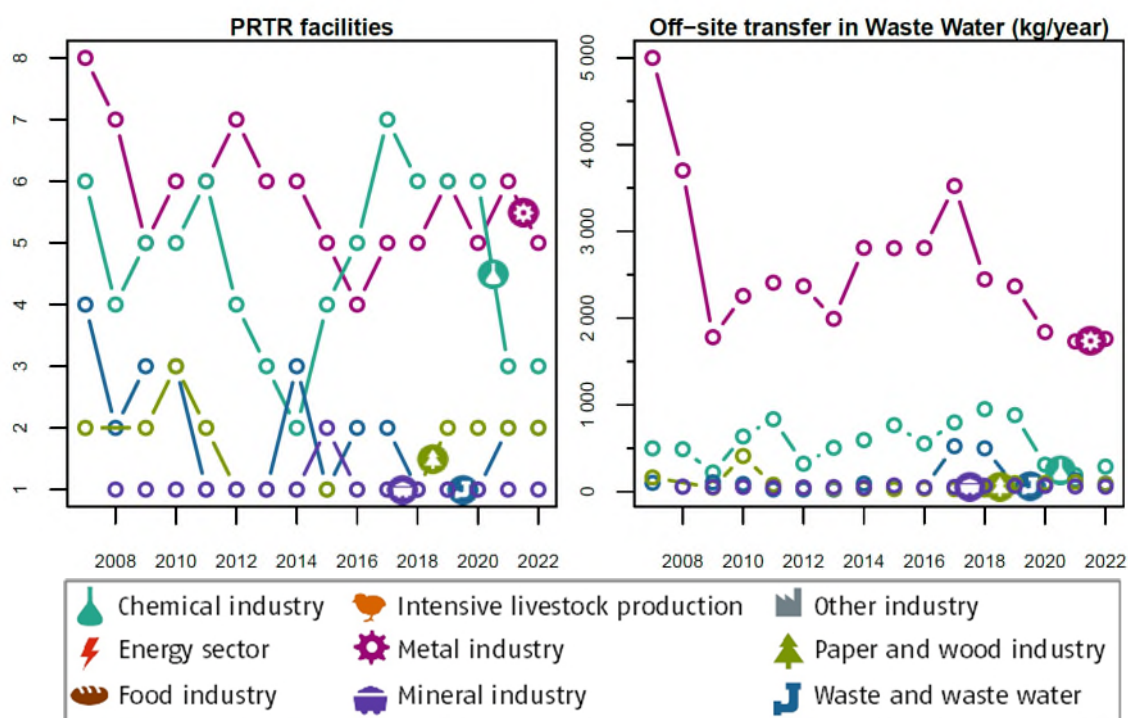 PRTR facilities
8
7
6
5
4
3
2
1
2008 2010 2012 2014 2016 2018 2020 2022
Off−site transfer in Waste Water (kg/year)
5 000
4 000
3 000
2 000
1 000
0
2008 2010 2012 2014 2016 2018 2020 2022
Chemical industry Intensive livestock production Other industry
Energy sector Metal industry Paper and wood industry
Food industry Mineral industry Waste and waste water